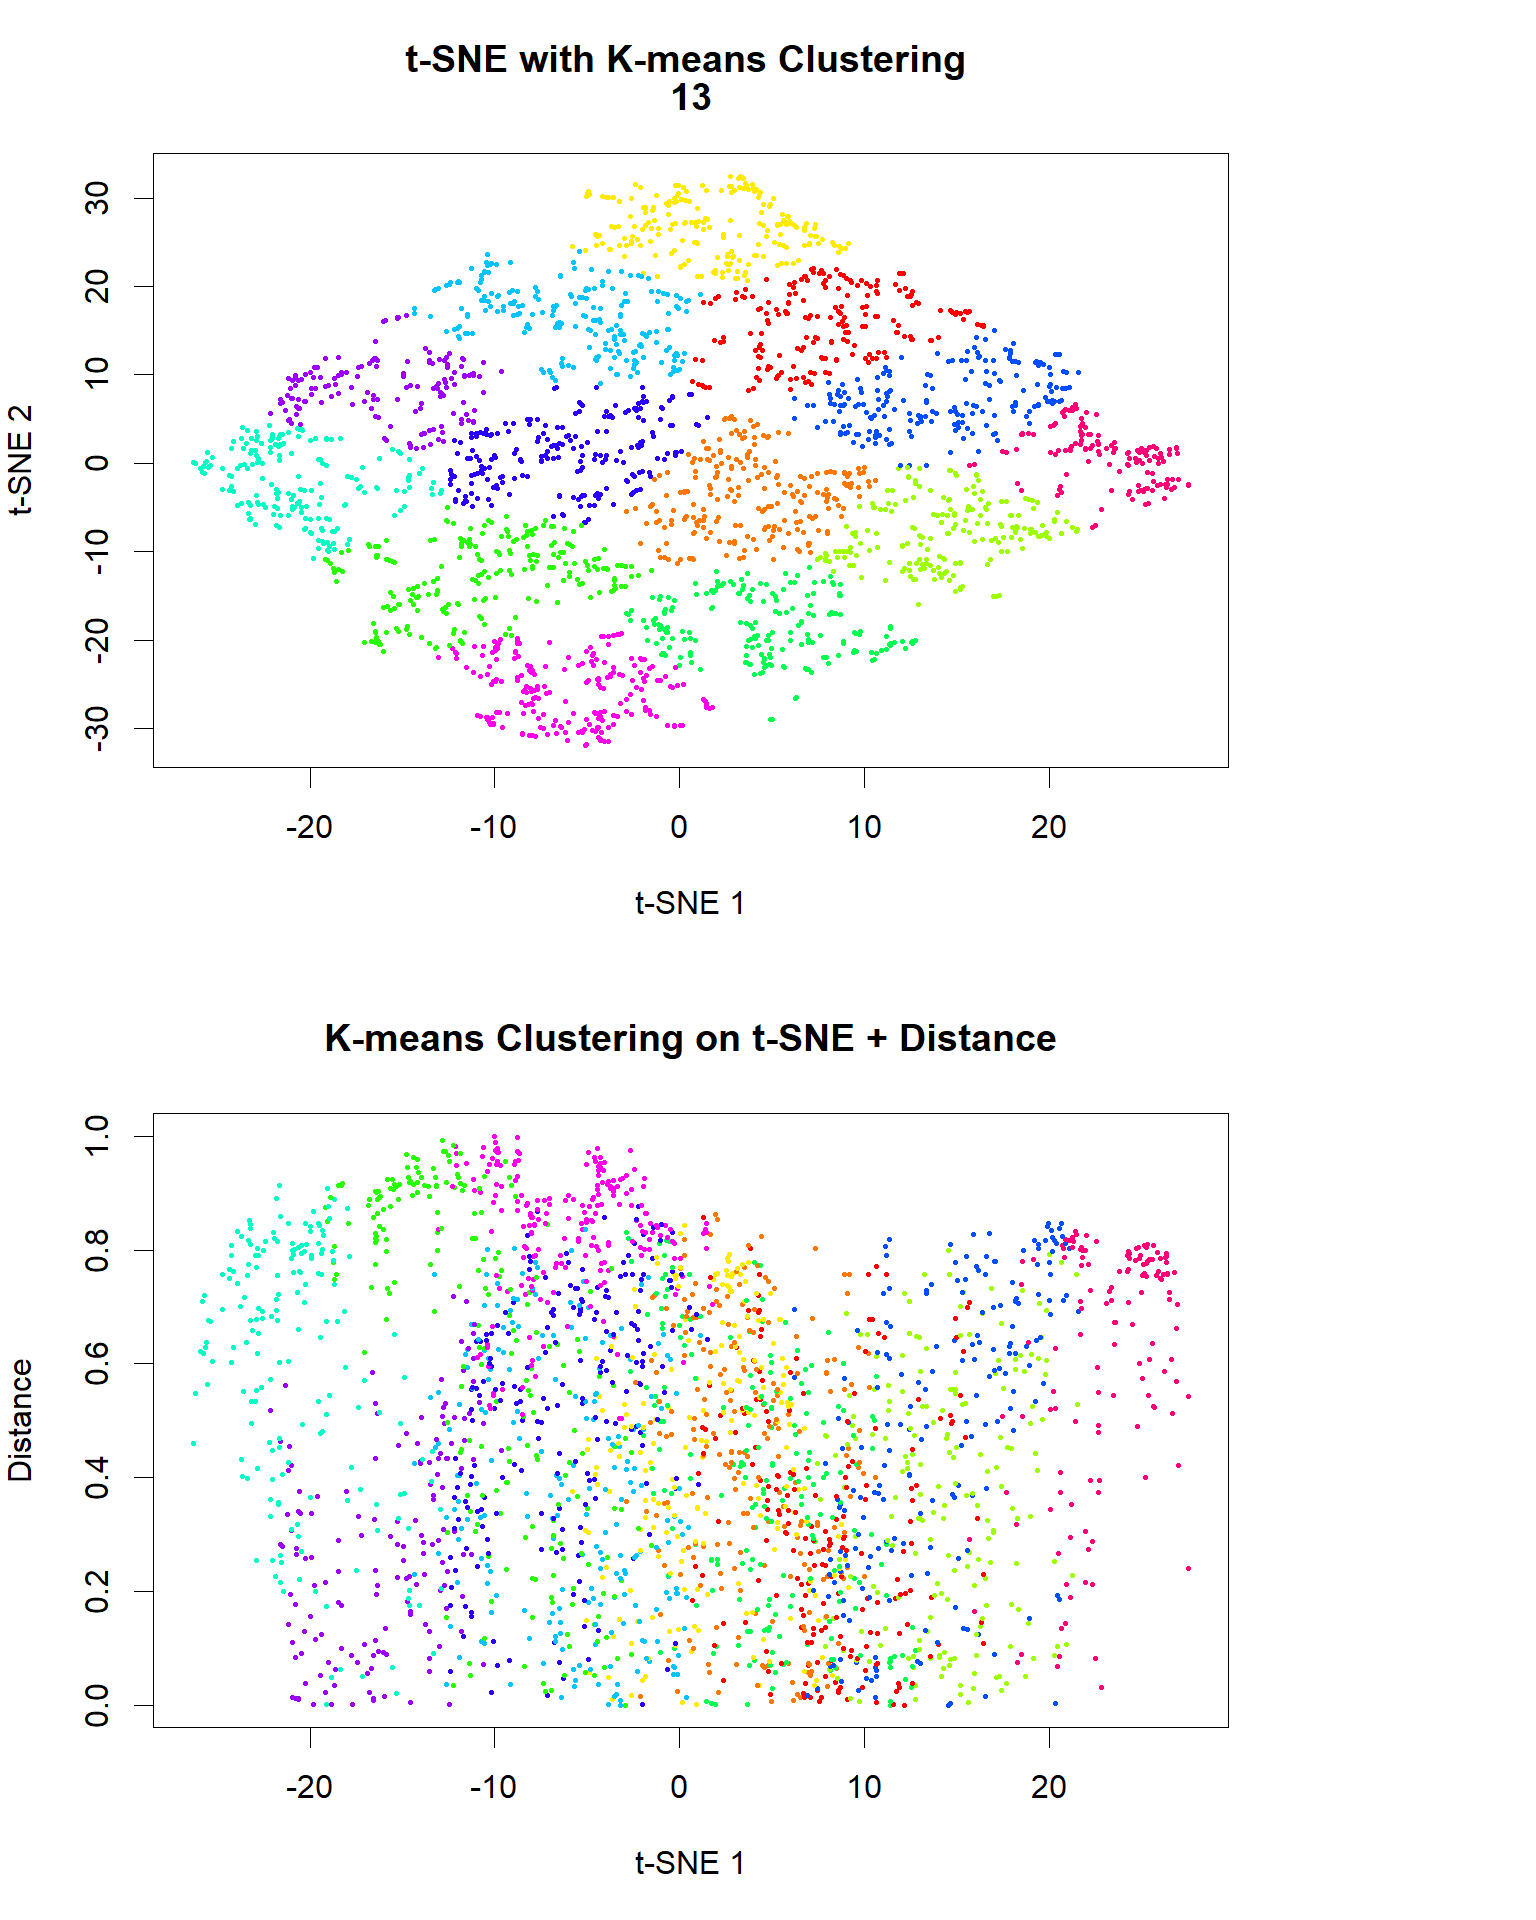 t-SNE with K-means Clustering
13
t-SNE 2
30
20
10
0
-10
-20
-30
-20 -10 0 10 20
t-SNE 1
K-means Clustering on t-SNE + Distance
Distance
1.0
0.8
0.6
0.4
0.2
0.0
-20 -10 0 10 20
t-SNE 1